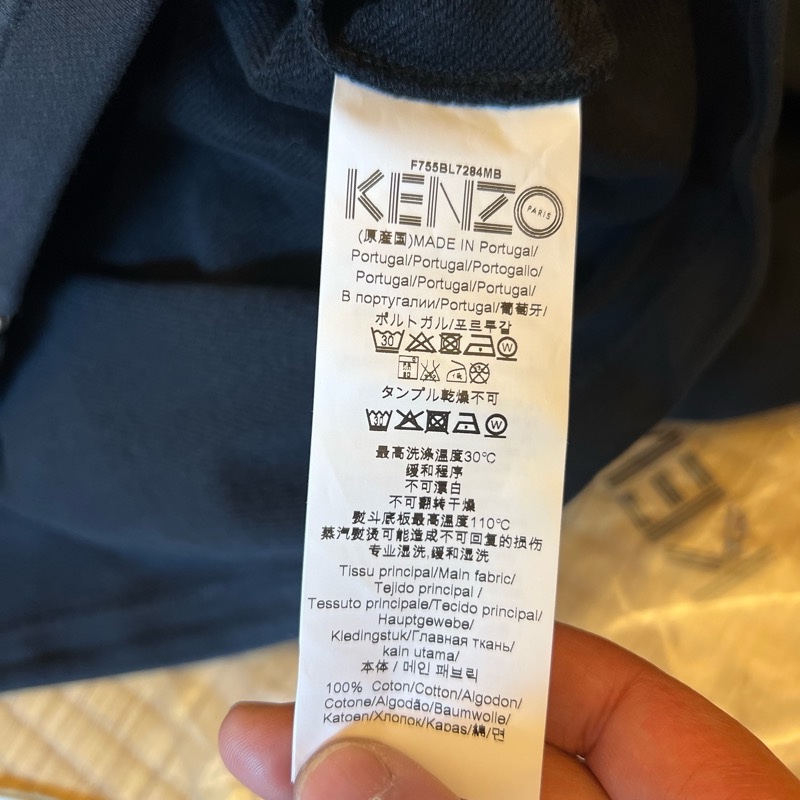 F755BL7284MB
KENZO
PARIS
(原産国)MADE IN Portugal/
Portugal/Portugal/Portogallo/
Portugal/Portugal/Portugal/
В португалии/Portugal/葡萄牙/
ポルトガル/포르투갈
30
W
タンブル乾燥不可
30
W
最高洗涤温度30℃
缓和程序
不可漂白
不可翻转干燥
熨斗底板最高温度110℃
蒸汽熨烫可能造成不可回复的损伤
专业湿洗,缓和湿洗
Tissu principal/Main fabric/
Tejido principal /
Tessuto principale/Tecido principal/
Hauptgewebe/
Kledingstuk/Главная ткань/
kain utama/
本体 / 메인 패브릭
100% Coton/Cotton/Algodon/
Cotone/Algodão/Baumwolle/
Katoen/Хлопок/Kapas/綿/면
KEN